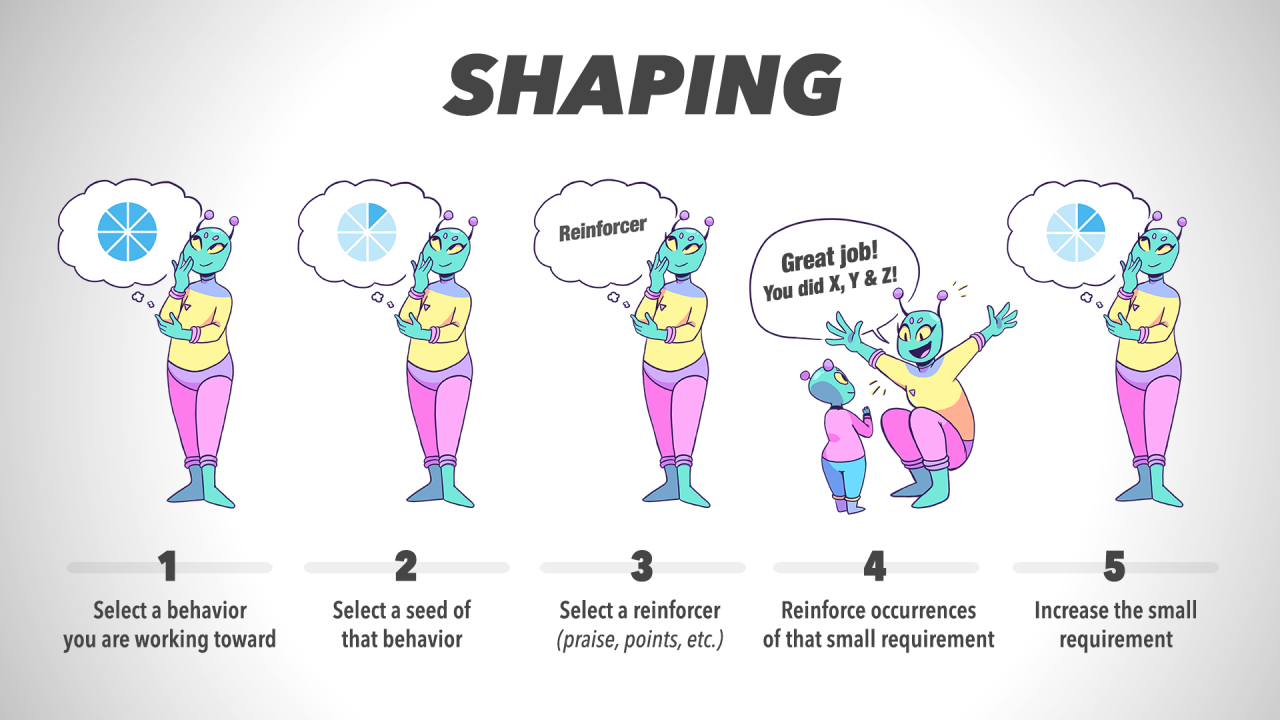 SHAPING
Reinforcer
Great job!
You did X, Y & Z!
1
Select a behavior
you are working toward
2
Select a seed of
that behavior
3
Select a reinforcer
(praise, points, etc.)
4
Reinforce occurrences
of that small requirement
5
Increase the small
requirement